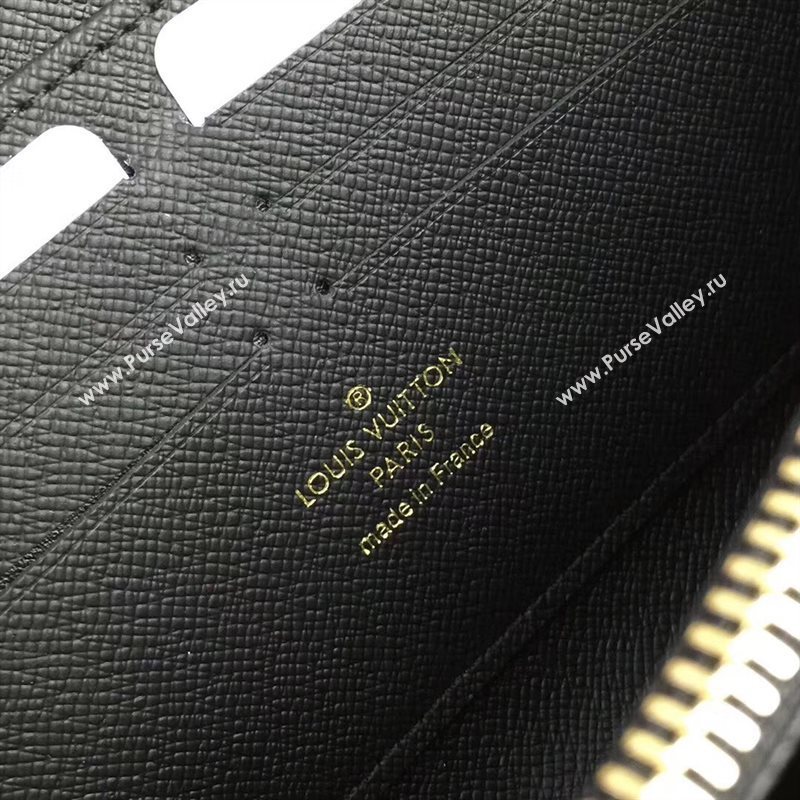 www.PurseValley.ru
www.PurseValley.ru
®
LOUIS VUITTON
PARIS
made in France